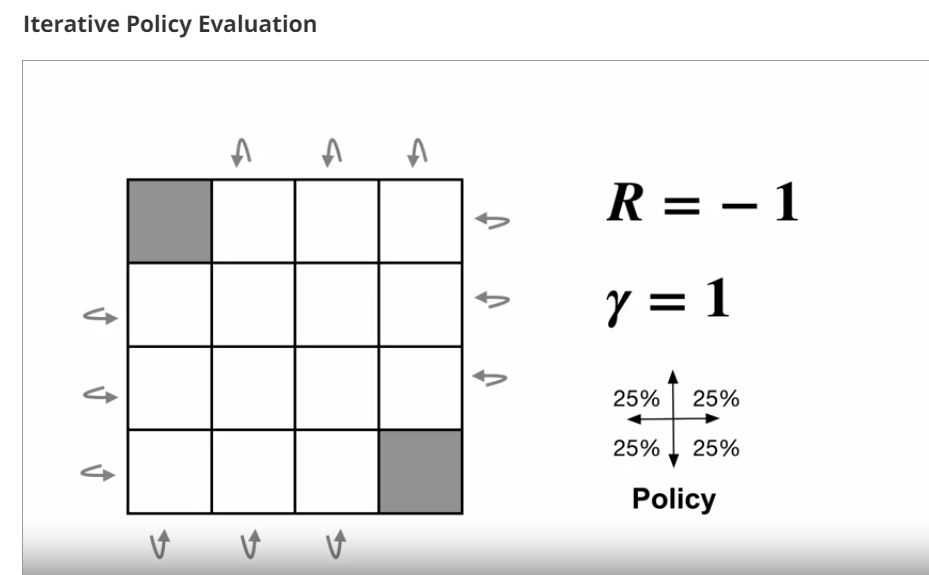 Iterative Policy Evaluation
R = − 1
γ = 1
25% 25%
25% 25%
Policy